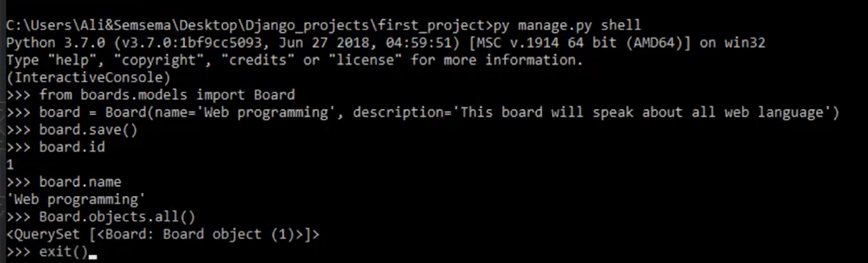 C:\Users\Ali&Semsema\Desktop\Django_projects\first_project>py manage.py shell
Python 3.7.0 (v3.7.0:1bf9cc5093, Jun 27 2018, 04:59:51) [MSC v.1914 64 bit (AMD64)] on win32
Type "help", "copyright", "credits" or "license" for more information.
(InteractiveConsole)
>>> from boards.models import Board
>>> board = Board(name='Web programming', description='This board will speak about all web language')
>>> board.save()
>>> board.id
1
>>> board.name
'Web programming'
>>> Board.objects.all()
<QuerySet [<Board: Board object (1)>]>
>>> exit()